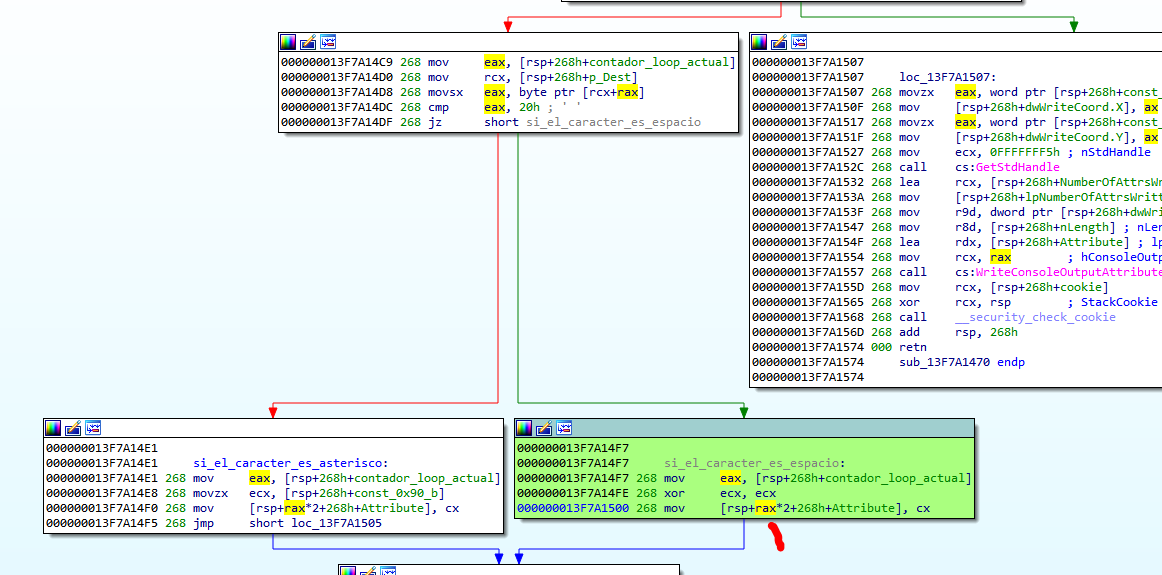 000000013F7A14C9 268 mov     eax, [rsp+268h+contador_loop_actual]
000000013F7A14D0 268 mov     rcx, [rsp+268h+p_Dest]
000000013F7A14D8 268 movsx   eax, byte ptr [rcx+rax]
000000013F7A14DC 268 cmp     eax, 20h ; ' '
000000013F7A14DF 268 jz      short si_el_caracter_es_espacio
000000013F7A1507
000000013F7A1507         loc_13F7A1507:
000000013F7A1507 268 movzx   eax, word ptr [rsp+268h+const_
000000013F7A150F 268 mov     [rsp+268h+dwWriteCoord.X], ax
000000013F7A1517 268 movzx   eax, word ptr [rsp+268h+const_
000000013F7A151F 268 mov     [rsp+268h+dwWriteCoord.Y], ax
000000013F7A1527 268 mov     ecx, 0FFFFFFF5h ; nStdHandle
000000013F7A152C 268 call    cs:GetStdHandle
000000013F7A1532 268 lea     rcx, [rsp+268h+NumberOfAttrsWr
000000013F7A153A 268 mov     [rsp+268h+lpNumberOfAttrsWritt
000000013F7A153F 268 mov     r9d, dword ptr [rsp+268h+dwWri
000000013F7A1547 268 mov     r8d, [rsp+268h+nLength] ; nLen
000000013F7A154F 268 lea     rdx, [rsp+268h+Attribute] ; lp
000000013F7A1554 268 mov     rcx, rax        ; hConsoleOutp
000000013F7A1557 268 call    cs:WriteConsoleOutputAttribute
000000013F7A155D 268 mov     rcx, [rsp+268h+cookie]
000000013F7A1565 268 xor     rcx, rsp        ; StackCookie
000000013F7A1568 268 call    __security_check_cookie
000000013F7A156D 268 add     rsp, 268h
000000013F7A1574 000 retn
000000013F7A1574         sub_13F7A1470 endp
000000013F7A1574
000000013F7A14E1
000000013F7A14E1         si_el_caracter_es_asterisco:
000000013F7A14E1 268 mov     eax, [rsp+268h+contador_loop_actual]
000000013F7A14E8 268 movzx   ecx, [rsp+268h+const_0x90_b]
000000013F7A14F0 268 mov     [rsp+rax*2+268h+Attribute], cx
000000013F7A14F5 268 jmp     short loc_13F7A1505
000000013F7A14F7
000000013F7A14F7         si_el_caracter_es_espacio:
000000013F7A14F7 268 mov     eax, [rsp+268h+contador_loop_actual]
000000013F7A14FE 268 xor     ecx, ecx
000000013F7A1500 268 mov     [rsp+rax*2+268h+Attribute], cx